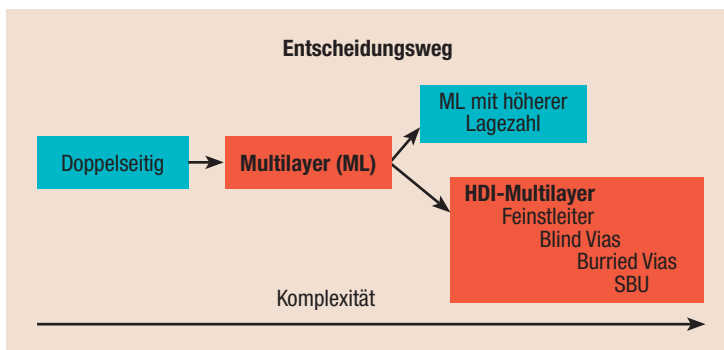 Entscheidungsweg
Doppelseitig
Multilayer (ML)
ML mit höherer
Lagezahl
HDI-Multilayer
Feinstleiter
Blind Vias
Burried Vias
SBU
Komplexität